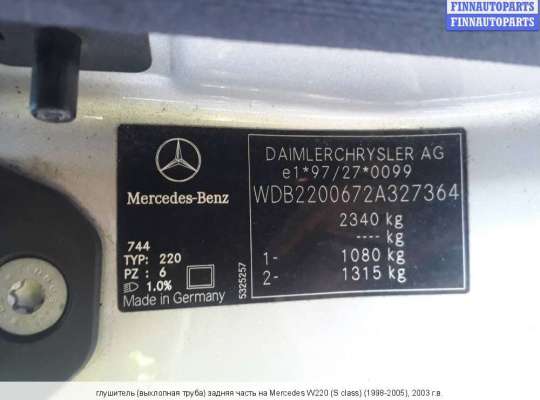 FINNAUTOPARTS
FINNAUTOPARTS
Mercedes-Benz
744
TYP: 220
PZ : 6
1.0%
Made in Germany
5325257
DAIMLERCHRYSLER AG
e1*97/27*0099
WDB2200672A327364
2340 kg
---- kg
1- 1080 kg
2- 1315 kg
глушитель (выхлопная труба) задняя часть на Mercedes W220 (S class) (1998-2005), 2003 г.в.